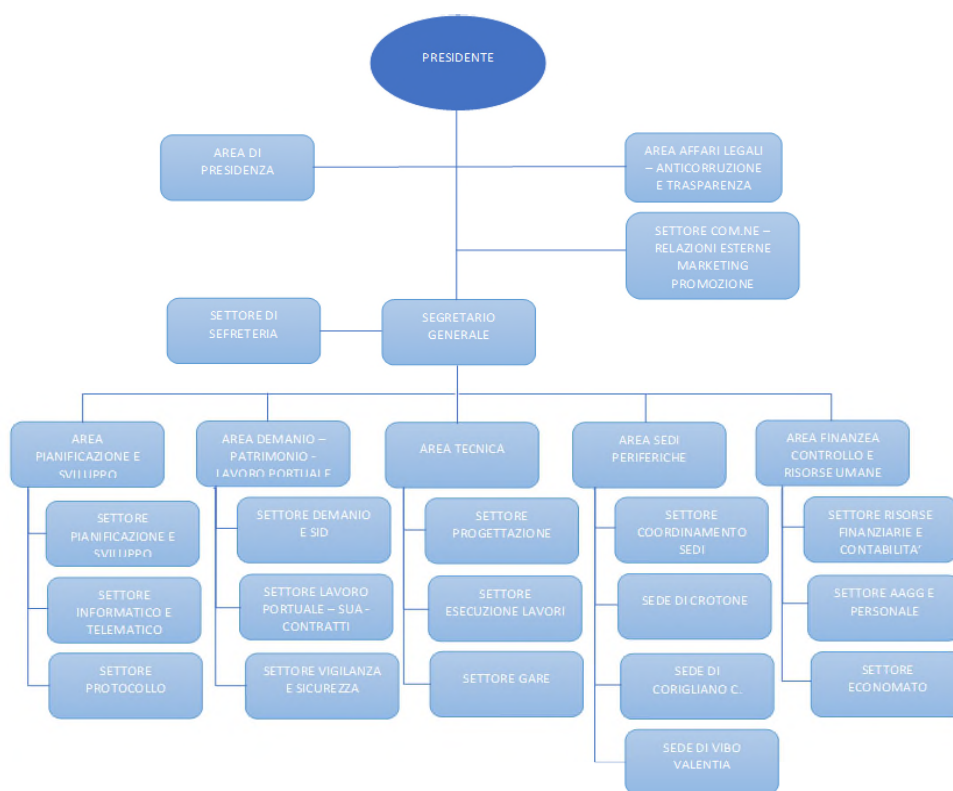 PRESIDENTE
AREA DI
PRESIDENZA
AREA AFFARI LEGALI
– ANTICORRUZIONE
E TRASPARENZA
SETTORE COM.NE –
RELAZIONI ESTERNE
MARKETING
PROMOZIONE
SETTORE DI
SEFRETERIA
SEGRETARIO
GENERALE
AREA
PIANIFICAZIONE E
SVILUPPO
AREA DEMANIO –
PATRIMONIO -
LAVORO PORTUALE
AREA TECNICA
AREA SEDI
PERIFERICHE
AREA FINANZEA
CONTROLLO E
RISORSE UMANE
SETTORE
PIANIFICAZIONE E
SVILUPPO
SETTORE DEMANIO
E SID
SETTORE
PROGETTAZIONE
SETTORE
COORDINAMENTO
SEDI
SETTORE RISORSE
FINANZIARIE E
CONTABILITA’
SETTORE
INFORMATICO E
TELEMATICO
SETTORE LAVORO
PORTUALE – SUA -
CONTRATTI
SETTORE
ESECUZIONE LAVORI
SEDE DI CROTONE
SETTORE AAGG E
PERSONALE
SETTORE
PROTOCOLLO
SETTORE VIGILANZA
E SICUREZZA
SETTORE GARE
SEDE DI
CORIGLIANO C.
SETTORE
ECONOMATO
SEDE DI VIBO
VALENTIA